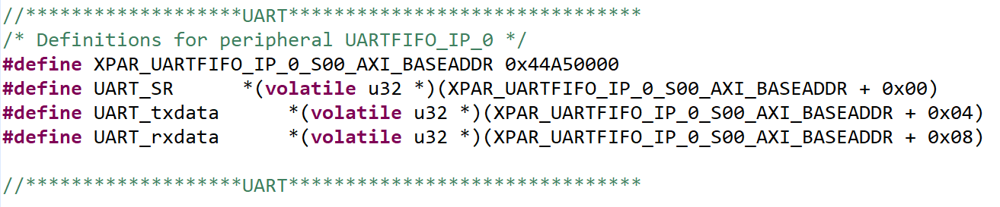 //*******************UART*******************************
/* Definitions for peripheral UARTFIFO_IP_0 */
#define XPAR_UARTFIFO_IP_0_S00_AXI_BASEADDR 0x44A50000
#define UART_SR      *(volatile u32 *)(XPAR_UARTFIFO_IP_0_S00_AXI_BASEADDR + 0x00)
#define UART_txdata      *(volatile u32 *)(XPAR_UARTFIFO_IP_0_S00_AXI_BASEADDR + 0x04)
#define UART_rxdata      *(volatile u32 *)(XPAR_UARTFIFO_IP_0_S00_AXI_BASEADDR + 0x08)
//*******************UART*******************************